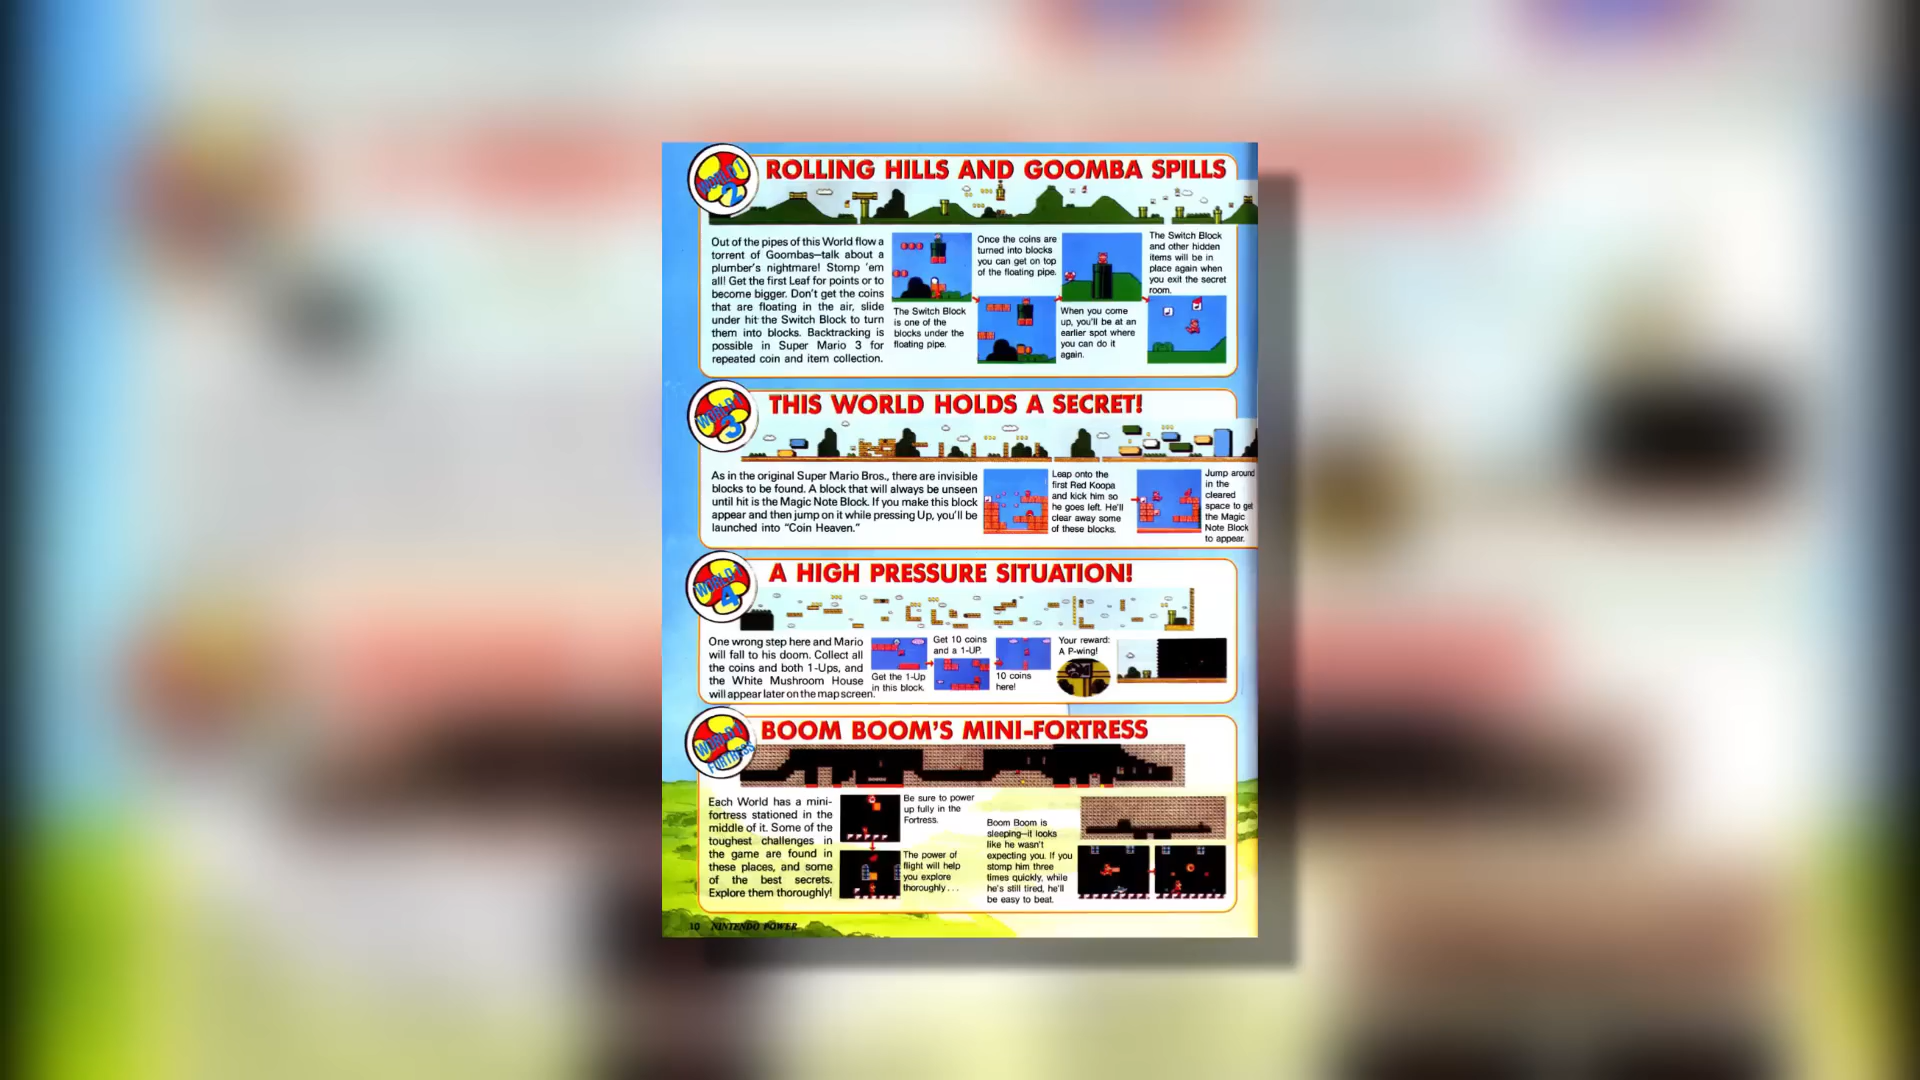 WORLD 1
2
ROLLING HILLS AND GOOMBA SPILLS
Out of the pipes of this World flow a
torrent of Goombas—talk about a
plumber's nightmare! Stomp 'em
all! Get the first Leaf for points or to
become bigger. Don't get the coins
that are floating in the air, slide
under hit the Switch Block to turn
them into blocks. Backtracking is
possible in Super Mario 3 for
repeated coin and item collection.
The Switch Block
is one of the
blocks under the
floating pipe.
Once the coins are
turned into blocks
you can get on top
of the floating pipe.
When you come
up, you'll be at an
earlier spot where
you can do it
again.
The Switch Block
and other hidden
items will be in
place again when
you exit the secret
room.
WORLD 1
3
THIS WORLD HOLDS A SECRET!
As in the original Super Mario Bros., there are invisible
blocks to be found. A block that will always be unseen
until hit is the Magic Note Block. If you make this block
appear and then jump on it while pressing Up, you'll be
launched into "Coin Heaven."
Leap onto the
first Red Koopa
and kick him so
he goes left. He'll
clear away some
of these blocks.
Jump around
in the
cleared
space to get
the Magic
Note Block
to appear.
WORLD 1
4
A HIGH PRESSURE SITUATION!
One wrong step here and Mario
will fall to his doom. Collect all
the coins and both 1-Ups, and
the White Mushroom House
will appear later on the map screen.
Get the 1-Up
in this block.
Get 10 coins
and a 1-UP.
10 coins
here!
Your reward:
A P-wing!
WORLD 1
FORTRESS
BOOM BOOM'S MINI-FORTRESS
Each World has a mini-
fortress stationed in the
middle of it. Some of the
toughest challenges in
the game are found in
these places, and some
of the best secrets.
Explore them thoroughly!
Be sure to power
up fully in the
Fortress.
The power of
flight will help
you explore
thoroughly . . .
Boom Boom is
sleeping—it looks
like he wasn't
expecting you. If you
stomp him three
times quickly, while
he's still tired, he'll
be easy to beat.
10 NINTENDO POWER